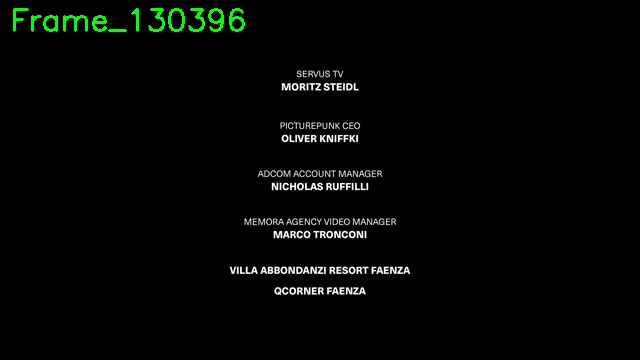 Frame_130396
SERVUS TV
MORITZ STEIDL
PICTUREPUNK CEO
OLIVER KNIFFKI
ADCOM ACCOUNT MANAGER
NICHOLAS RUFFILLI
MEMORA AGENCY VIDEO MANAGER
MARCO TRONCONI
VILLA ABBONDANZI RESORT FAENZA
QCORNER FAENZA